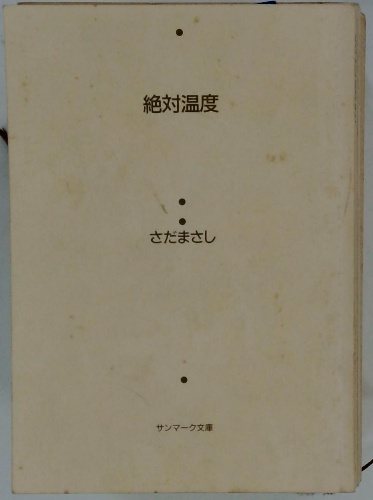 絶対温度
さだまさし
サンマーク文庫